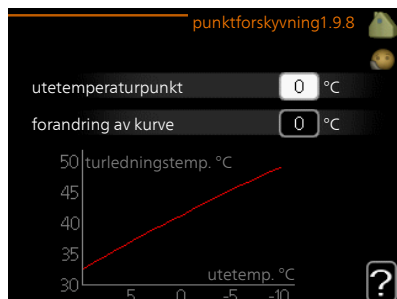 punktforskyvning1.9.8
utetemperaturpunkt 0 °C
forandring av kurve 0 °C
50 turledningstemp. °C
45
40
35
30
utetemp. °C
5 0 -5 -10
?